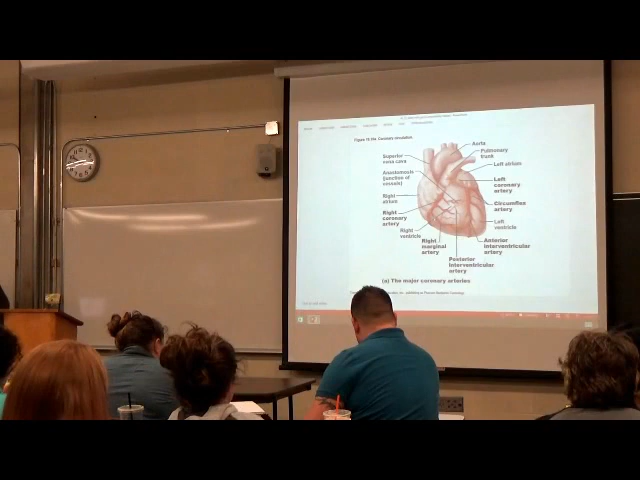 Figure 18.10a Coronary circulation.
Aorta
Pulmonary
trunk
Left atrium
Left
coronary
artery
Circumflex
artery
Left
ventricle
Anterior
interventricular
artery
Superior
vena cava
Anastomosis
(junction of
vessels)
Right
atrium
Right
coronary
artery
Right
ventricle
Right
marginal
artery
Posterior
interventricular
artery
(a) The major coronary arteries